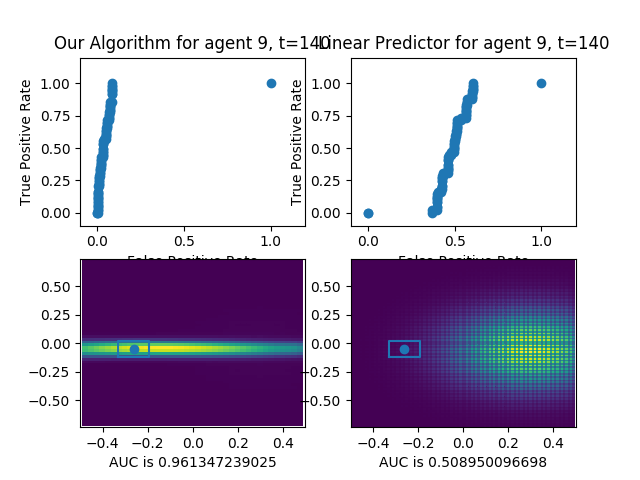 Our Algorithm for agent 9, t=140
Linear Predictor for agent 9, t=140
True Positive Rate
1.00
0.75
0.50
0.25
0.00
0.0 0.5 1.0
False Positive Rate
True Positive Rate
1.00
0.75
0.50
0.25
0.00
0.0 0.5 1.0
False Positive Rate
0.50
0.25
0.00
−0.25
−0.50
−0.4 −0.2 0.0 0.2 0.4
AUC is 0.961347239025
0.50
0.25
0.00
−0.25
−0.50
−0.4 −0.2 0.0 0.2 0.4
AUC is 0.508950096698